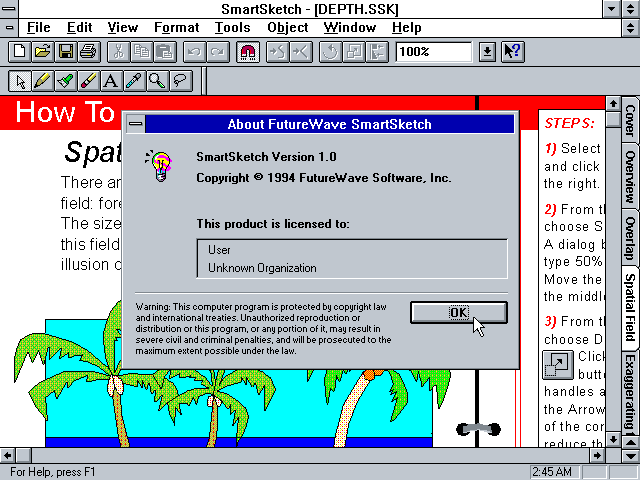 SmartSketch - [DEPTH.SSK]
File Edit View Format Tools Object Window Help
100%
How To
Spat
There ar
field: fore
The size
this field
illusion c
About FutureWave SmartSketch
SmartSketch Version 1.0
Copyright © 1994 FutureWave Software, Inc.
This product is licensed to:
User
Unknown Organization
Warning: This computer program is protected by copyright law
and international treaties. Unauthorized reproduction or
distribution or this program, or any portion of it, may result in
severe civil and criminal penalties, and will be prosecuted to the
maximum extent possible under the law.
OK
STEPS:
1) Select
and click
the right.
2) From th
choose S
A dialog b
type 50%
Move the
the middle
3) From th
choose D
Click
butto
handles a
the Arrow
of the cor
reduce th
Cover
Overview
Overlap
Spatial Field
Exaggerating
For Help, press F1
2:45 AM